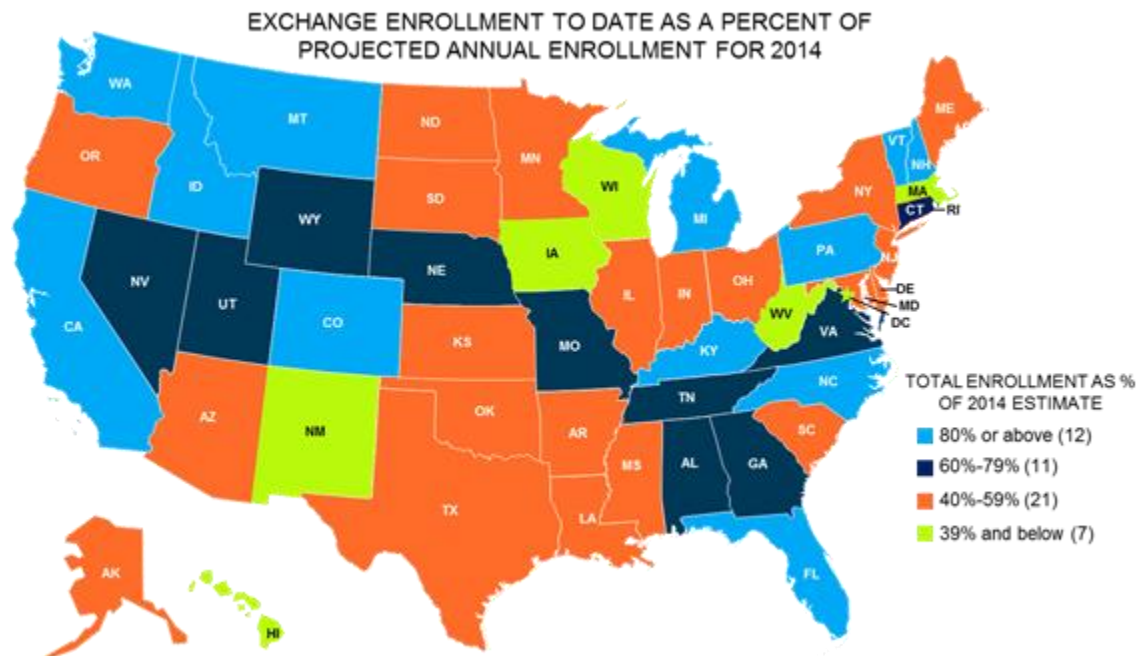 EXCHANGE ENROLLMENT TO DATE AS A PERCENT OF
PROJECTED ANNUAL ENROLLMENT FOR 2014
WA
MT
ND
MN
ME
VT
NH
OR
ID
SD
WI
NY
MA
CT
RI
WY
MI
IA
PA
NJ
NE
NV
UT
IL
IN
OH
DE
MD
DC
CA
CO
WV
VA
KS
MO
KY
NC
TN
AZ
NM
OK
AR
SC
MS
AL
GA
TX
LA
AK
FL
HI
TOTAL ENROLLMENT AS %
OF 2014 ESTIMATE
80% or above (12)
60%-79% (11)
40%-59% (21)
39% and below (7)